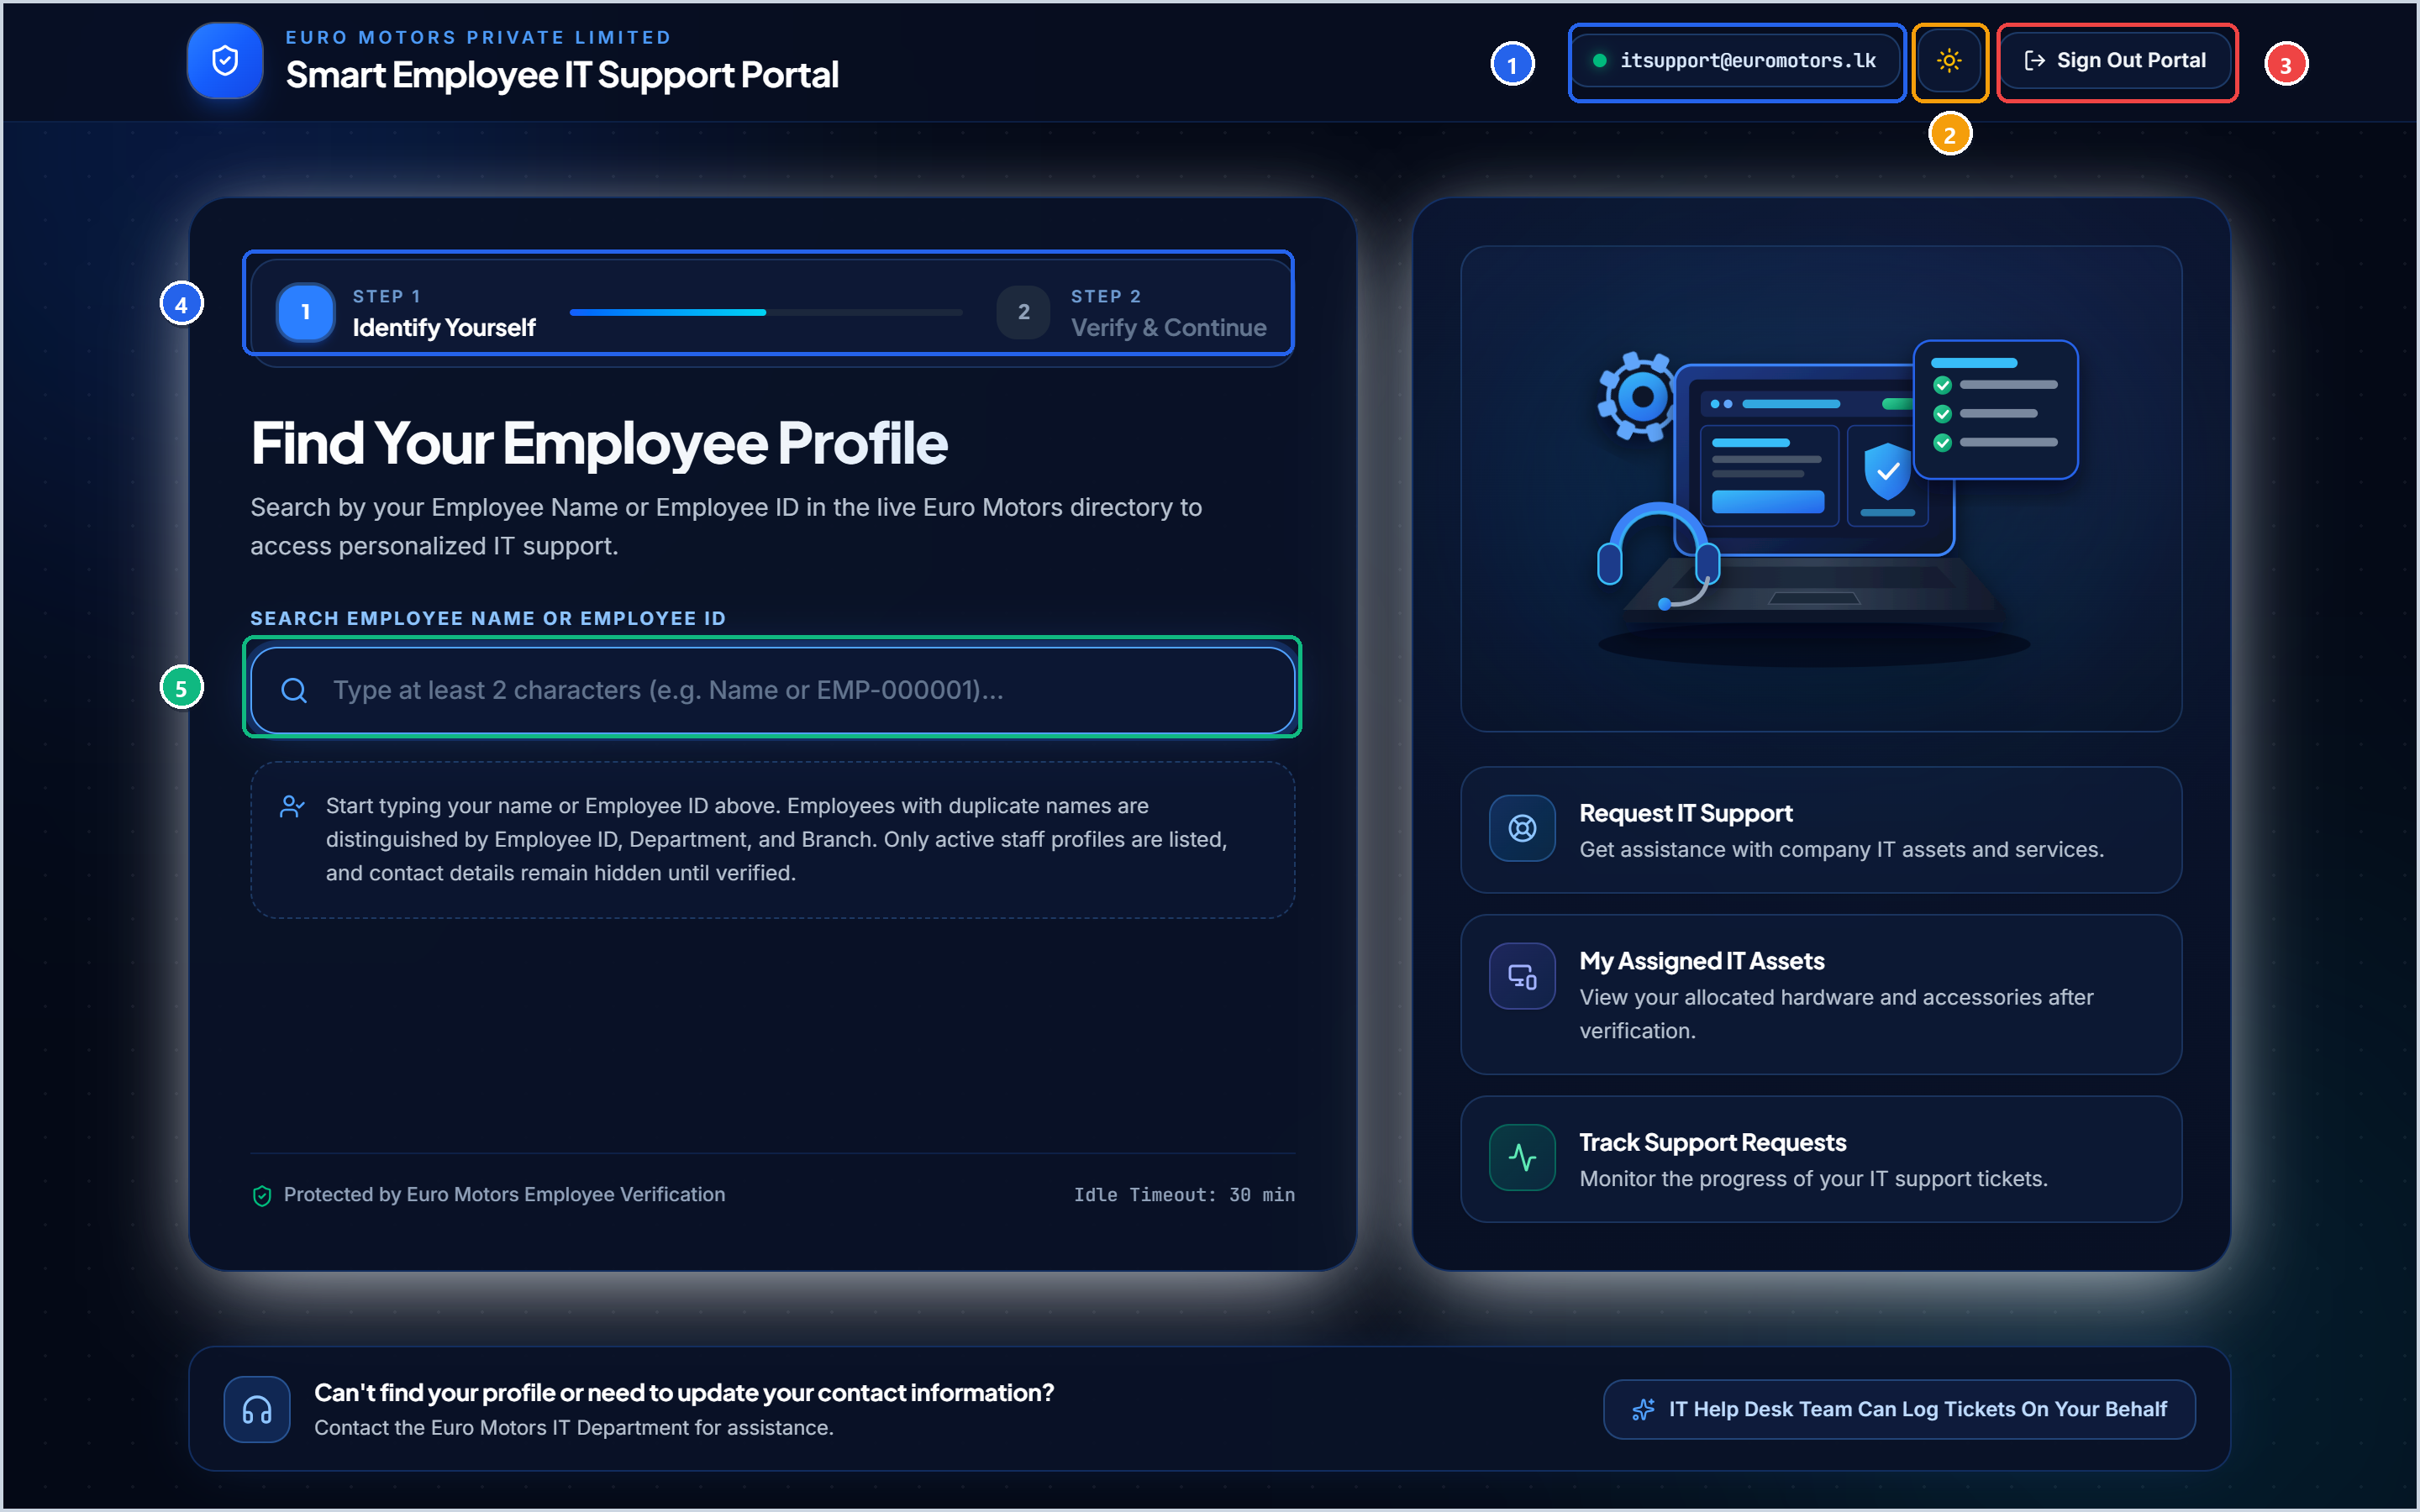 EURO MOTORS PRIVATE LIMITED
Smart Employee IT Support Portal
1
itsupport@euromotors.lk
Sign Out Portal
3
2
4
1
STEP 1
Identify Yourself
2
STEP 2
Verify & Continue
Find Your Employee Profile
Search by your Employee Name or Employee ID in the live Euro Motors directory to
access personalized IT support.
SEARCH EMPLOYEE NAME OR EMPLOYEE ID
5
Type at least 2 characters (e.g. Name or EMP-000001)...
Start typing your name or Employee ID above. Employees with duplicate names are
distinguished by Employee ID, Department, and Branch. Only active staff profiles are listed,
and contact details remain hidden until verified.
Protected by Euro Motors Employee Verification
Idle Timeout: 30 min
Request IT Support
Get assistance with company IT assets and services.
My Assigned IT Assets
View your allocated hardware and accessories after
verification.
Track Support Requests
Monitor the progress of your IT support tickets.
Can't find your profile or need to update your contact information?
Contact the Euro Motors IT Department for assistance.
IT Help Desk Team Can Log Tickets On Your Behalf